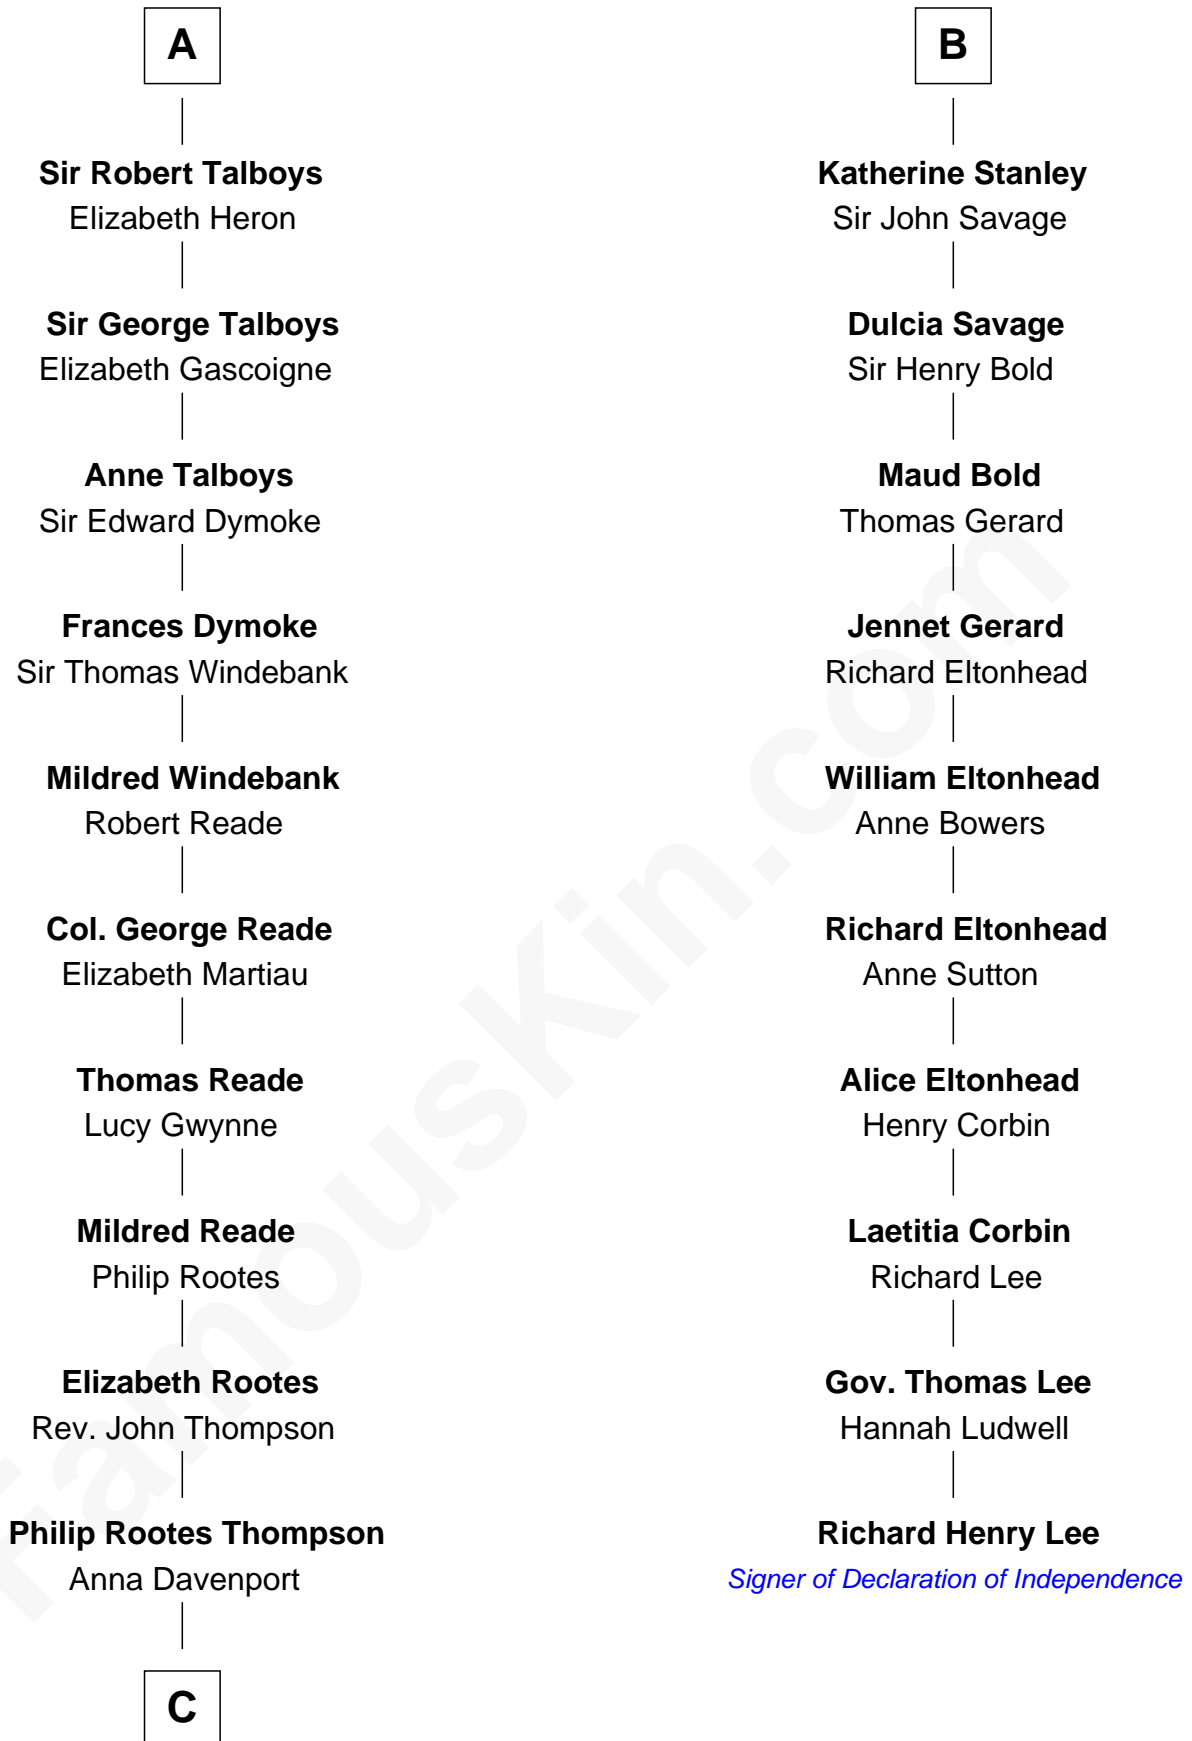 A
Sir Robert Talboys
Elizabeth Heron
Sir George Talboys
Elizabeth Gascoigne
Anne Talboys
Sir Edward Dymoke
Frances Dymoke
Sir Thomas Windebank
Mildred Windebank
Robert Reade
Col. George Reade
Elizabeth Martiau
Thomas Reade
Lucy Gwynne
Mildred Reade
Philip Rootes
Elizabeth Rootes
Rev. John Thompson
Philip Rootes Thompson
Anna Davenport
C
B
Katherine Stanley
Sir John Savage
Dulcia Savage
Sir Henry Bold
Maud Bold
Thomas Gerard
Jennet Gerard
Richard Eltonhead
William Eltonhead
Anne Bowers
Richard Eltonhead
Anne Sutton
Alice Eltonhead
Henry Corbin
Laetitia Corbin
Richard Lee
Gov. Thomas Lee
Hannah Ludwell
Richard Henry Lee
Signer of Declaration of Independence
FamousKin.com